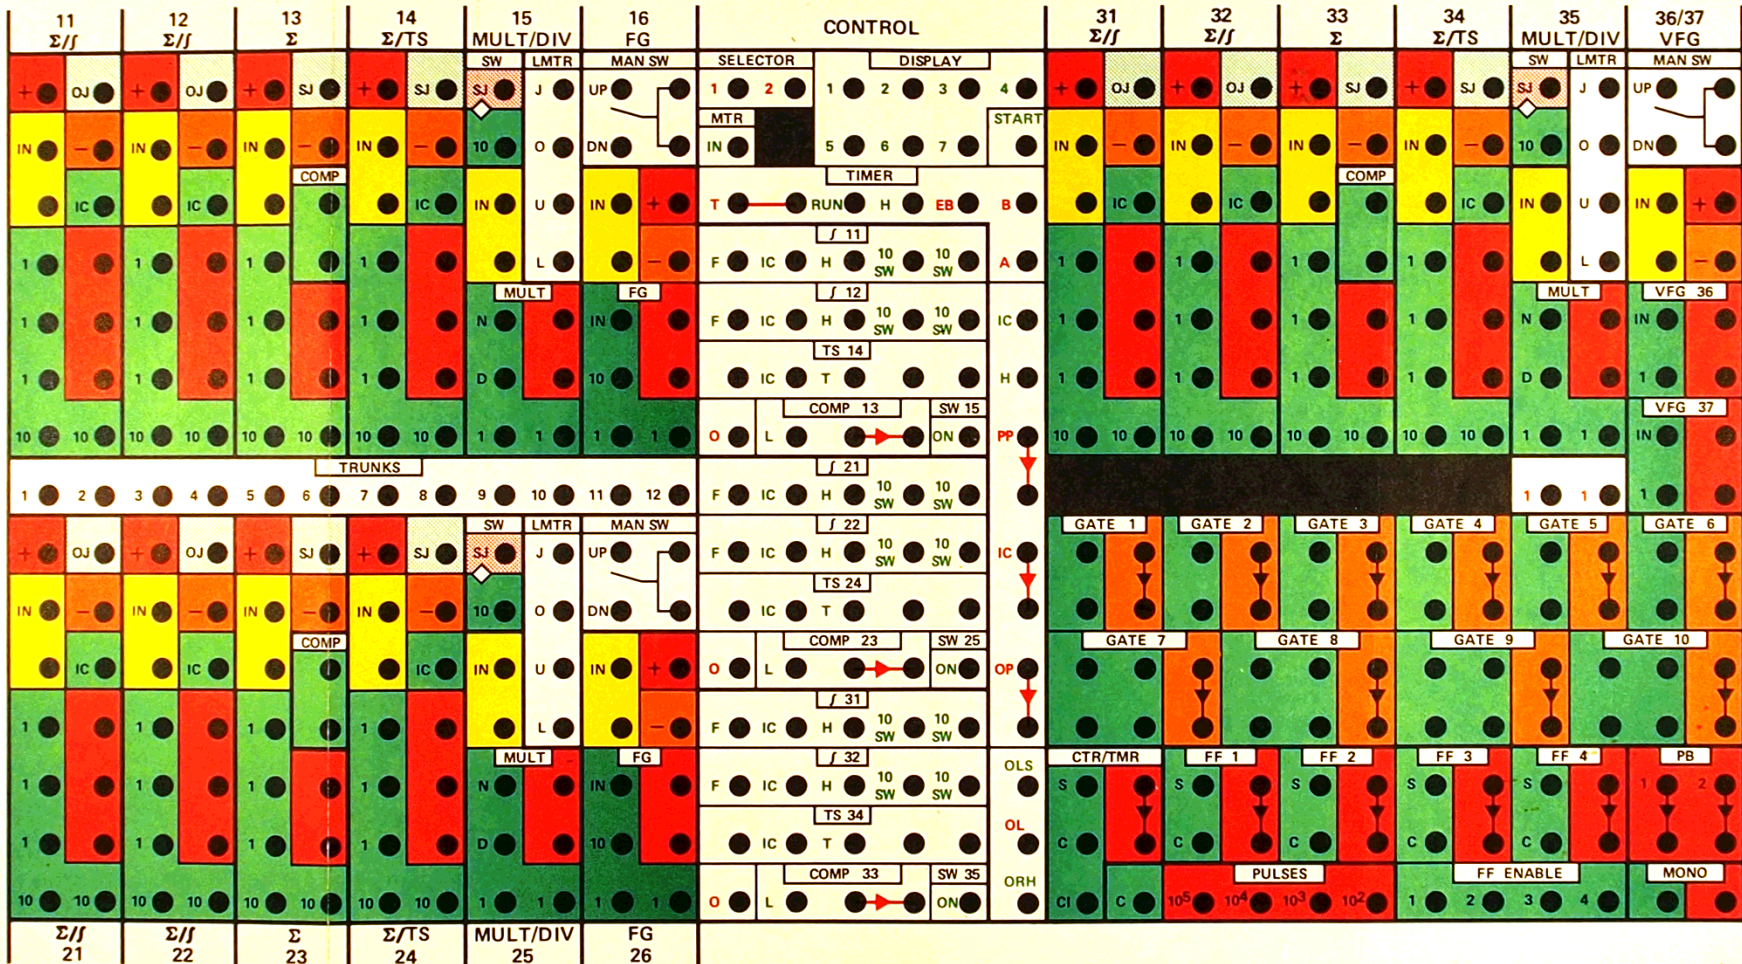 11 12 13 14 15 16 CONTROL 31 32 33 34 35 36/37
Σ/∫ Σ/∫ Σ Σ/TS MULT/DIV FG Σ/∫ Σ/∫ Σ Σ/TS MULT/DIV VFG
SW LMTR MAN SW SELECTOR DISPLAY SW LMTR MAN SW
+ OJ + OJ + SJ + SJ SJ J UP 1 2 1 2 3 4 + OJ + OJ + SJ + SJ SJ J UP
MTR START
IN − IN − IN − IN − 10 O DN IN 5 6 7 IN − IN − IN − IN − 10 O DN
COMP TIMER COMP
IC IC IC IN U IN + T RUN H EB B IC IC IC IN U IN +
∫ 11
1 1 1 1 L − F IC H 10 SW 10 SW A 1 1 1 1 L −
MULT FG ∫ 12 MULT VFG 36
1 1 1 1 N IN F IC H 10 SW 10 SW IC 1 1 1 1 N IN
TS 14
1 1 1 1 D 10 IC T H 1 1 1 1 D 1
COMP 13 SW 15 VFG 37
10 10 10 10 10 10 10 10 1 1 1 1 O L ON PP 10 10 10 10 10 10 10 10 1 1 IN
TRUNKS ∫ 21
1 2 3 4 5 6 7 8 9 10 11 12 F IC H 10 SW 10 SW 1 1 1
SW LMTR MAN SW ∫ 22 GATE 1 GATE 2 GATE 3 GATE 4 GATE 5 GATE 6
+ OJ + OJ + SJ + SJ SJ J UP F IC H 10 SW 10 SW IC
TS 24
IN − IN − IN − IN − 10 O DN IC T
COMP COMP 23 SW 25 GATE 7 GATE 8 GATE 9 GATE 10
IC IC IC IN U IN + O L ON OP
∫ 31
1 1 1 1 L − F IC H 10 SW 10 SW
MULT FG ∫ 32 OLS CTR/TMR FF 1 FF 2 FF 3 FF 4 PB
1 1 1 1 N IN F IC H 10 SW 10 SW S S S S S 1 2
TS 34 OL
1 1 1 1 D 10 IC T C C C C C
COMP 33 SW 35 ORH PULSES FF ENABLE MONO
10 10 10 10 10 10 10 10 1 1 1 1 O L ON CI C 10⁵ 10⁴ 10³ 10² 1 2 3 4
Σ/∫ Σ/∫ Σ Σ/TS MULT/DIV FG
21 22 23 24 25 26